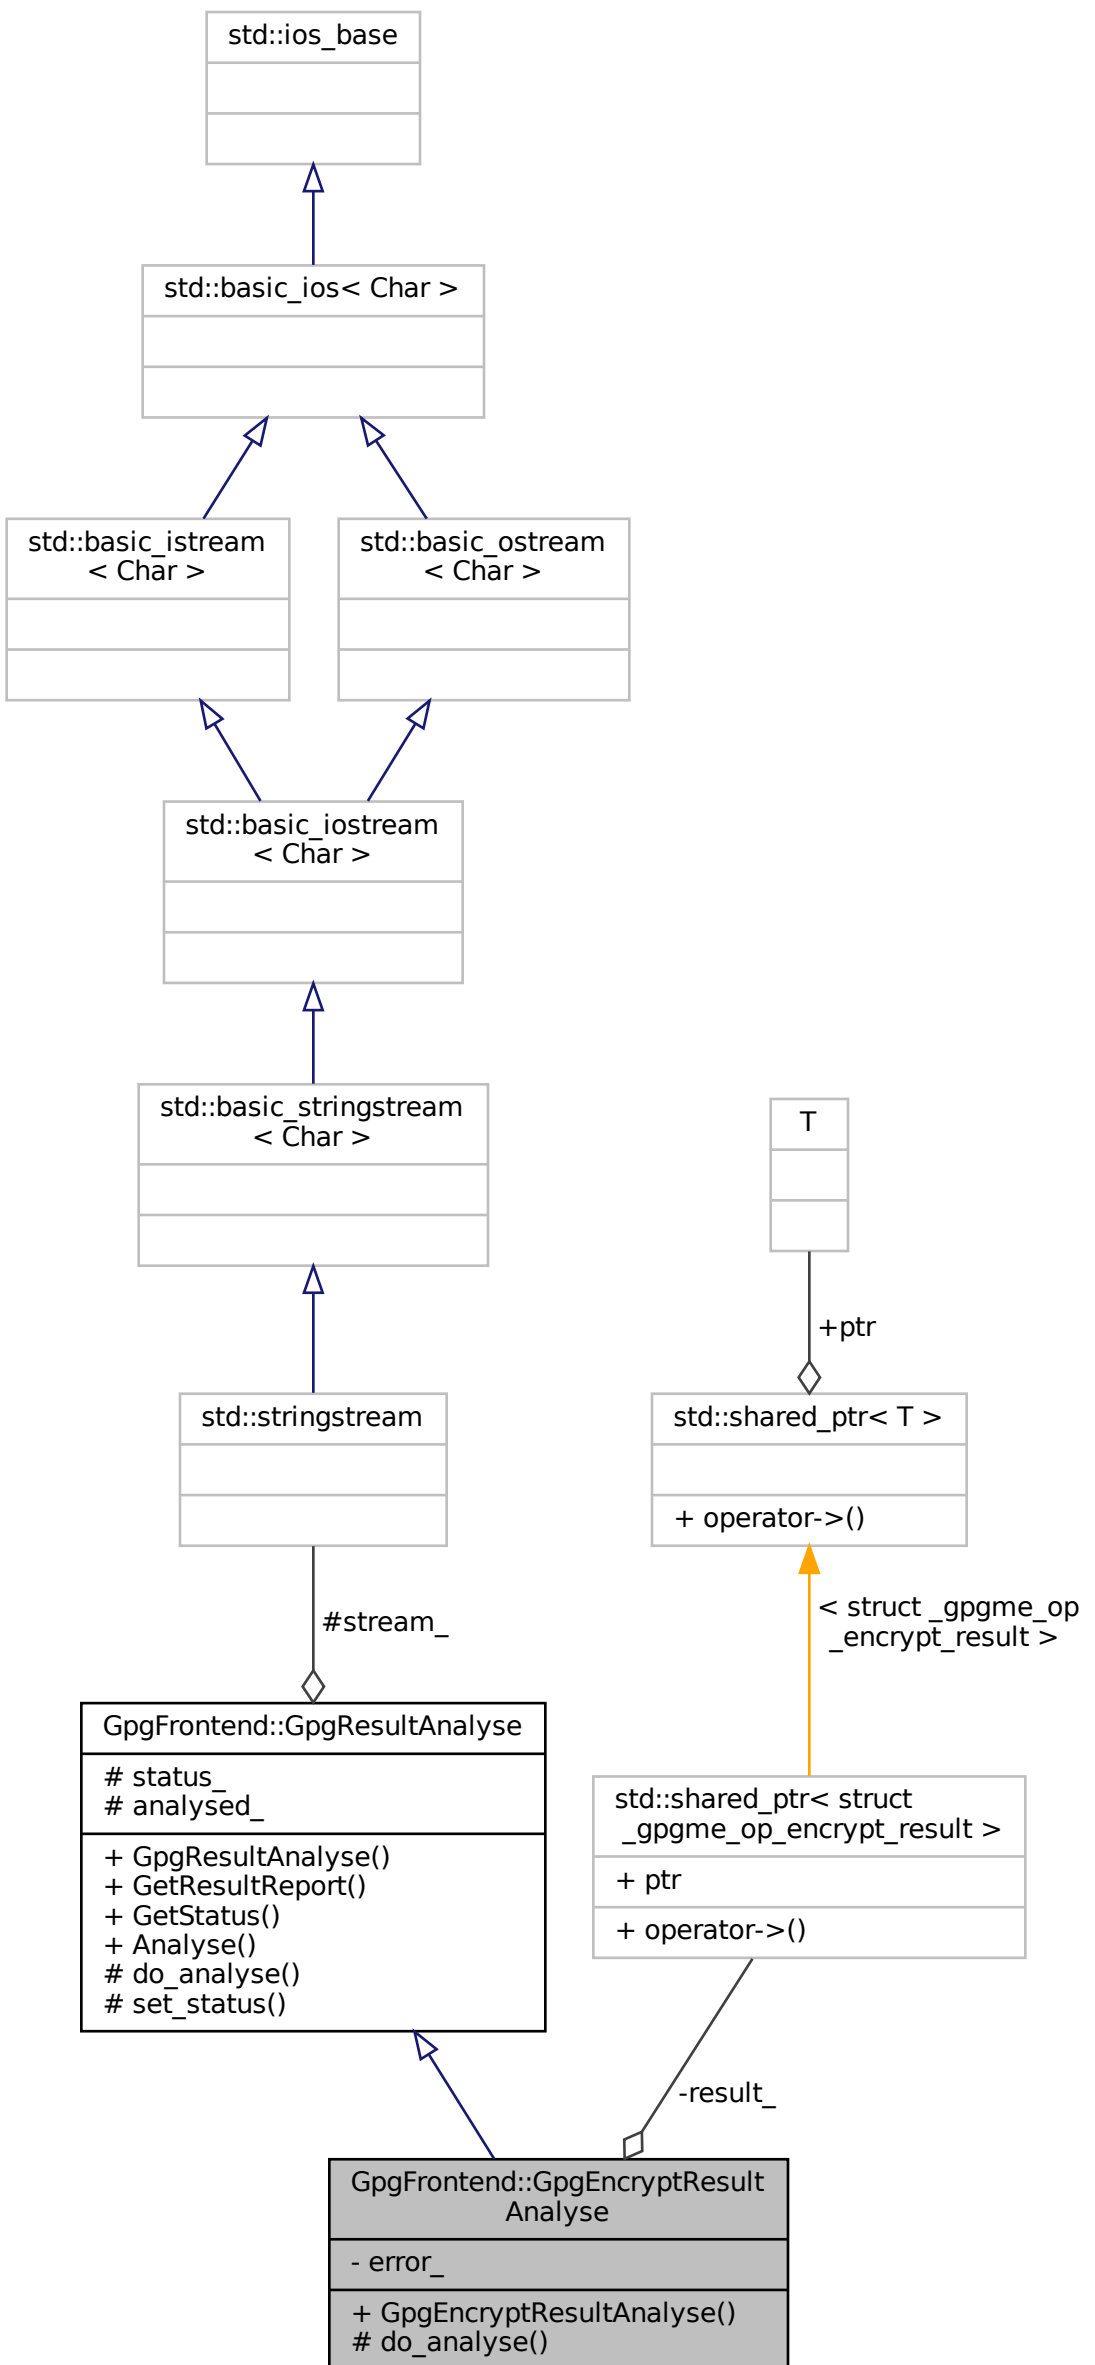 std::ios_base
std::basic_ios< Char >
std::basic_istream
< Char >
std::basic_ostream
< Char >
std::basic_iostream
< Char >
std::basic_stringstream
< Char >
T
+ptr
std::stringstream
std::shared_ptr< T >
+ operator->()
#stream_
< struct _gpgme_op
_encrypt_result >
GpgFrontend::GpgResultAnalyse
# status_
# analysed_
+ GpgResultAnalyse()
+ GetResultReport()
+ GetStatus()
+ Analyse()
# do_analyse()
# set_status()
std::shared_ptr< struct
_gpgme_op_encrypt_result >
+ ptr
+ operator->()
-result_
GpgFrontend::GpgEncryptResult
Analyse
- error_
+ GpgEncryptResultAnalyse()
# do_analyse()